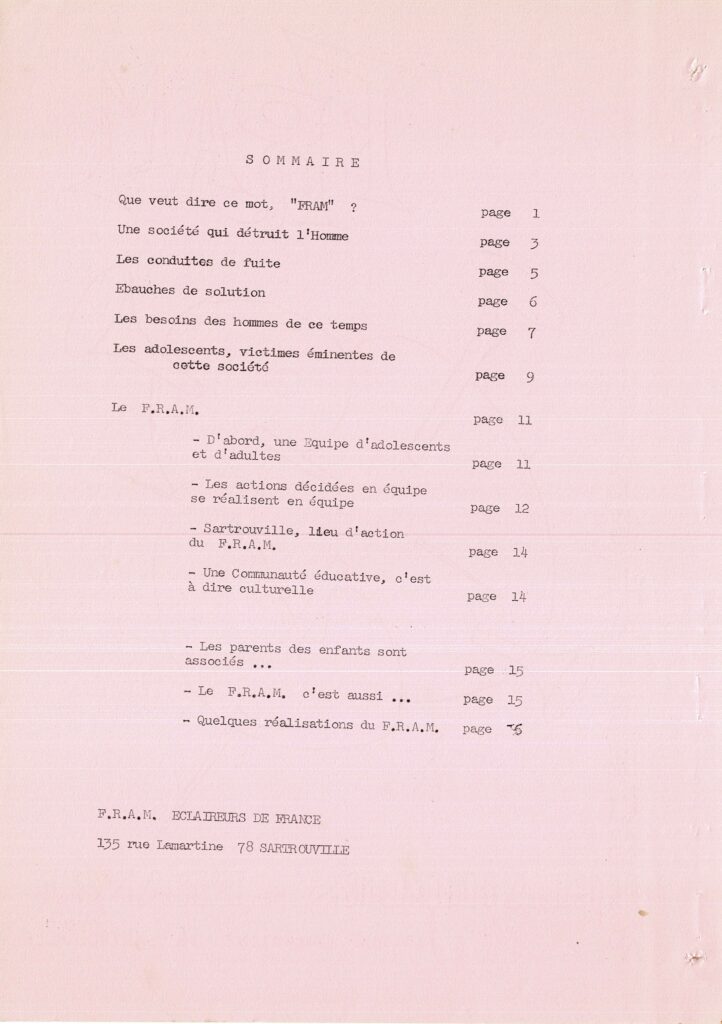 S O M M A I R E
Que veut dire ce mot, "FRAM" ? page 1
Une société qui détruit l'Homme page 3
Les conduites de fuite page 5
Ebauches de solution page 6
Les besoins des hommes de ce temps page 7
Les adolescents, victimes éminentes de
cette société page 9
Le F.R.A.M. page 11
- D'abord, une Equipe d'adolescents
et d'adultes page 11
- Les actions décidées en équipe
se réalisent en équipe page 12
- Sartrouville, lieu d'action
du F.R.A.M. page 14
- Une Communauté éducative, c'est
à dire culturelle page 14
- Les parents des enfants sont
associés ... page 15
- Le F.R.A.M. c'est aussi ... page 15
- Quelques réalisations du F.R.A.M. page
F.R.A.M. ECLAIREURS DE FRANCE
135 rue Lamartine 78 SARTROUVILLE